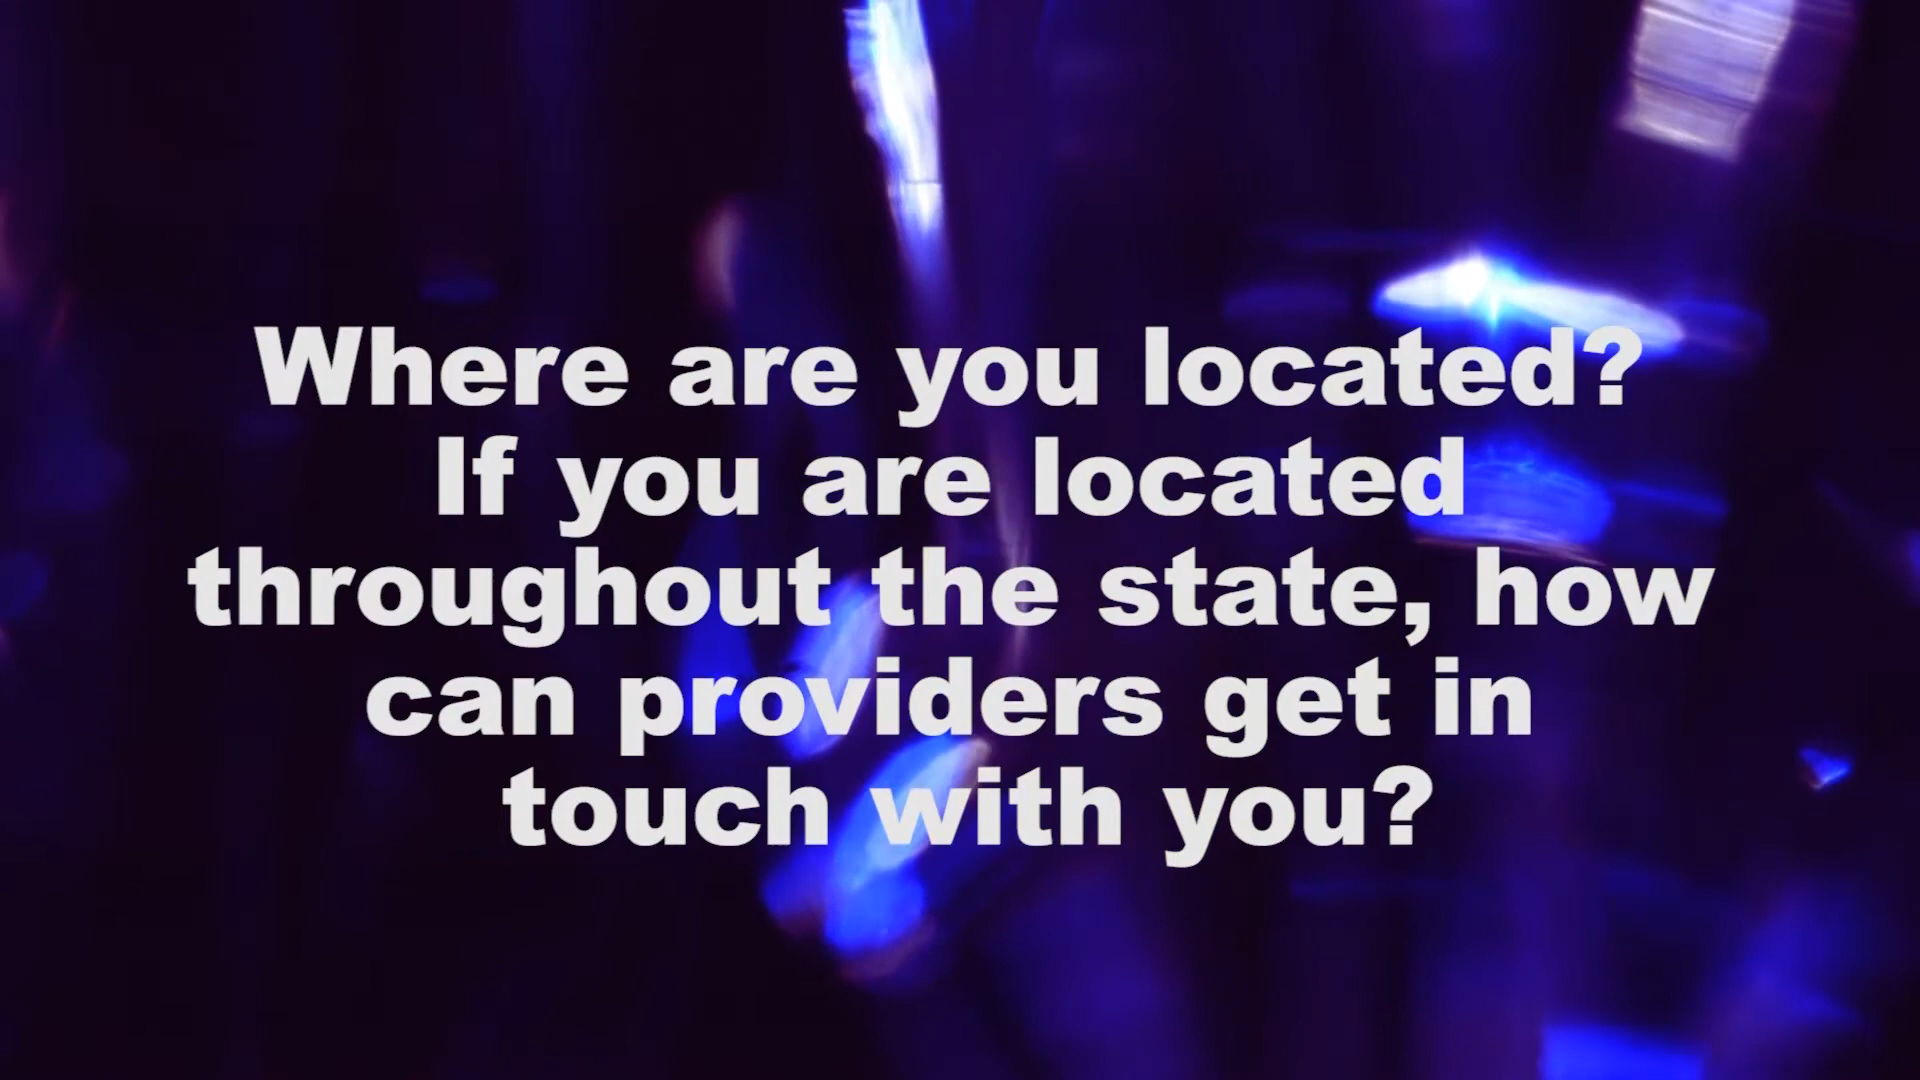 Where are you located?
If you are located
throughout the state, how
can providers get in
touch with you?